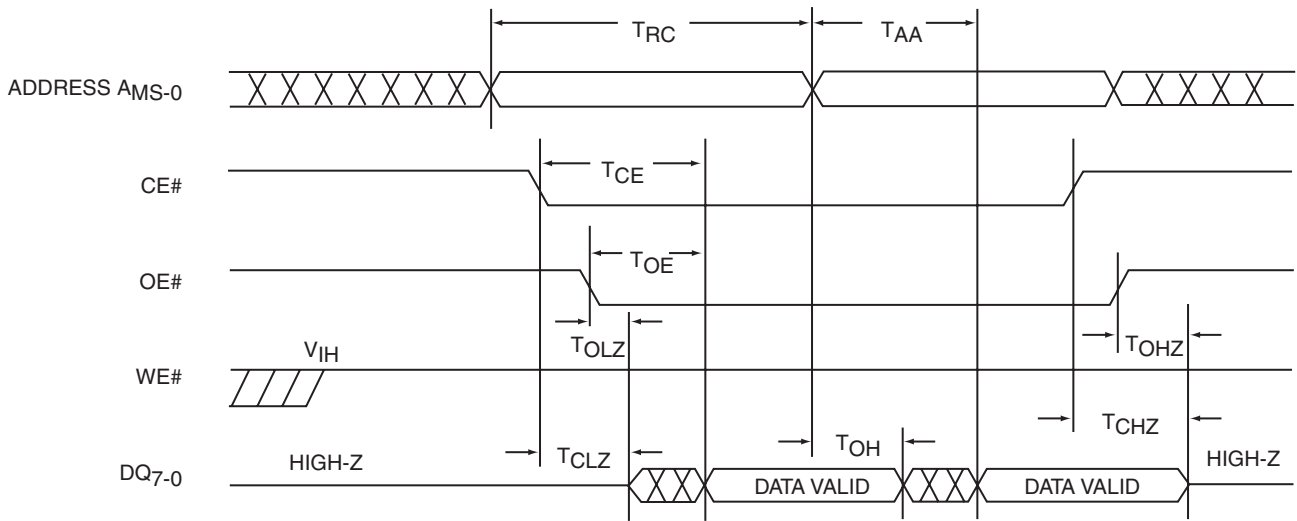 TRC
TAA
ADDRESS AMS-0
TCE
CE#
TOE
OE#
TOLZ
TOHZ
VIH
WE#
TCHZ
TCLZ
TOH
HIGH-Z
HIGH-Z
DQ7-0
DATA VALID
DATA VALID